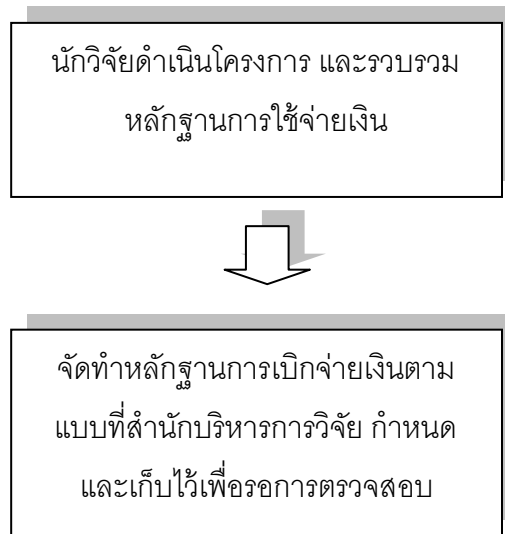 นักวิจัยดำเนินโครงการ และรวบรวม
หลักฐานการใช้จ่ายเงิน
จัดทำหลักฐานการเบิกจ่ายเงินตาม
แบบที่สำนักบริหารการวิจัย กำหนด
และเก็บไว้เพื่อรอการตรวจสอบ